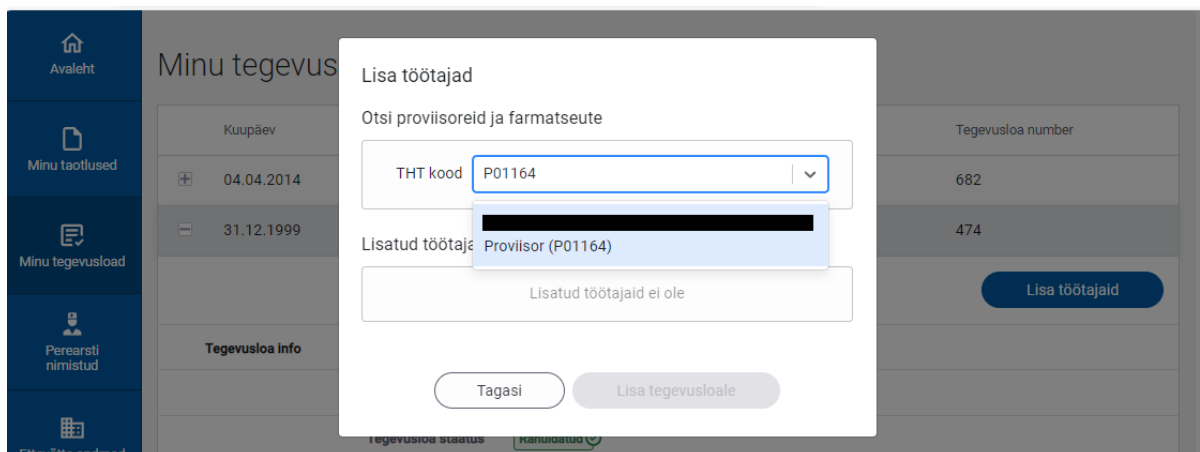 Avaleht
Minu taotlused
Minu tegevusload
Perearsti
nimistud
Minu tegevus
Kuupäev
Tegevusloa number
04.04.2014
682
31.12.1999
474
Lisa töötajaid
Tegevusloa info
Tegevusloa staatus
Lisa töötajad
Otsi proviisoreid ja farmatseute
THT kood
P01164
Proviisor (P01164)
Lisatud töötaja
Lisatud töötajaid ei ole
Tagasi
Lisa tegevusloale